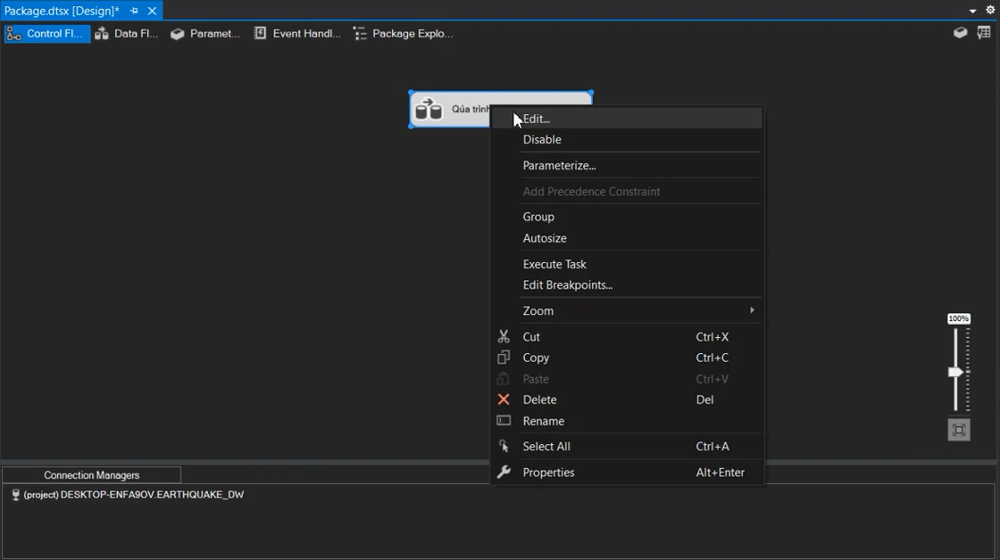 Package.dtsx [Design]*
Control Fl...
Data Fl...
Paramet...
Event Handl...
Package Explo...
Qúa trình
Edit...
Disable
Parameterize...
Add Precedence Constraint
Group
Autosize
Execute Task
Edit Breakpoints...
Zoom
Cut Ctrl+X
Copy Ctrl+C
Paste Ctrl+V
Delete Del
Rename
Select All Ctrl+A
Properties Alt+Enter
100%
Connection Managers
(project) DESKTOP-ENFA9OV.EARTHQUAKE_DW